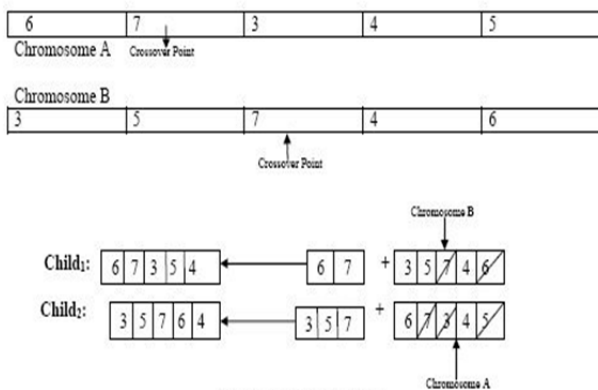 6 7 3 4 5
Chromosome A Crossover Point
Chromosome B
3 5 7 4 6
Crossover Point
Chromosome B
Child₁: 6 7 3 5 4 6 7 + 3 5 7 4 6
Child₂: 3 5 7 6 4 3 5 7 + 6 7 3 4 5
Chromosome A